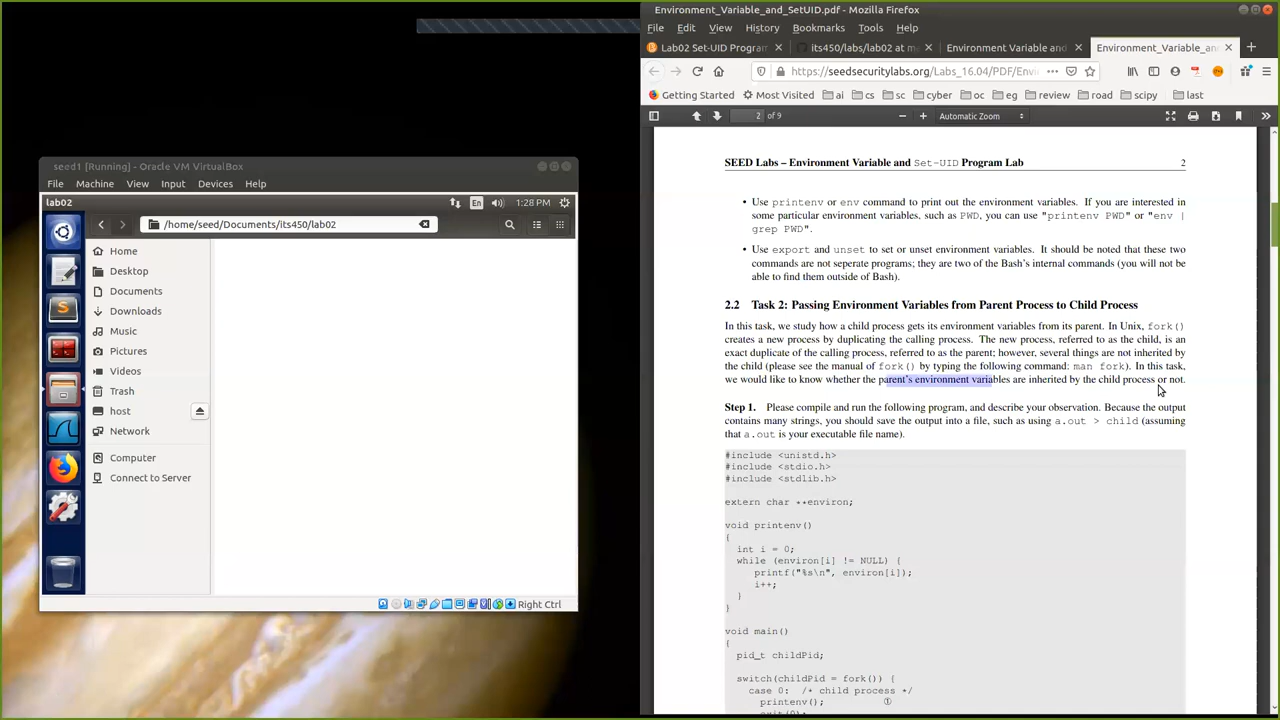 seed1 [Running] - Oracle VM VirtualBox
File Machine View Input Devices Help
lab02
En
1:28 PM
/home/seed/Documents/its450/lab02
Home
Desktop
Documents
Downloads
Music
Pictures
Videos
Trash
host
Network
Computer
Connect to Server
Right Ctrl
Environment_Variable_and_SetUID.pdf - Mozilla Firefox
File Edit View History Bookmarks Tools Help
Lab02 Set-UID Program
its450/labs/lab02 at m
Environment Variable and
Environment_Variable_an
https://seedsecuritylabs.org/Labs_16.04/PDF/Envi
Getting Started Most Visited ai cs sc cyber oc eg review road scipy last
2 of 9
Automatic Zoom
SEED Labs – Environment Variable and Set-UID Program Lab 2
• Use printenv or env command to print out the environment variables. If you are interested in
some particular environment variables, such as PWD, you can use "printenv PWD" or "env |
grep PWD".
• Use export and unset to set or unset environment variables. It should be noted that these two
commands are not seperate programs; they are two of the Bash's internal commands (you will not be
able to find them outside of Bash).
2.2 Task 2: Passing Environment Variables from Parent Process to Child Process
In this task, we study how a child process gets its environment variables from its parent. In Unix, fork()
creates a new process by duplicating the calling process. The new process, referred to as the child, is an
exact duplicate of the calling process, referred to as the parent; however, several things are not inherited by
the child (please see the manual of fork() by typing the following command: man fork). In this task,
we would like to know whether the parent's environment variables are inherited by the child process or not.
Step 1. Please compile and run the following program, and describe your observation. Because the output
contains many strings, you should save the output into a file, such as using a.out > child (assuming
that a.out is your executable file name).
#include <unistd.h>
#include <stdio.h>
#include <stdlib.h>
extern char **environ;
void printenv()
{
int i = 0;
while (environ[i] != NULL) {
printf("%s\n", environ[i]);
i++;
}
}
void main()
{
pid_t childPid;
switch(childPid = fork()) {
case 0: /* child process */
printenv(); ①
exit(0);